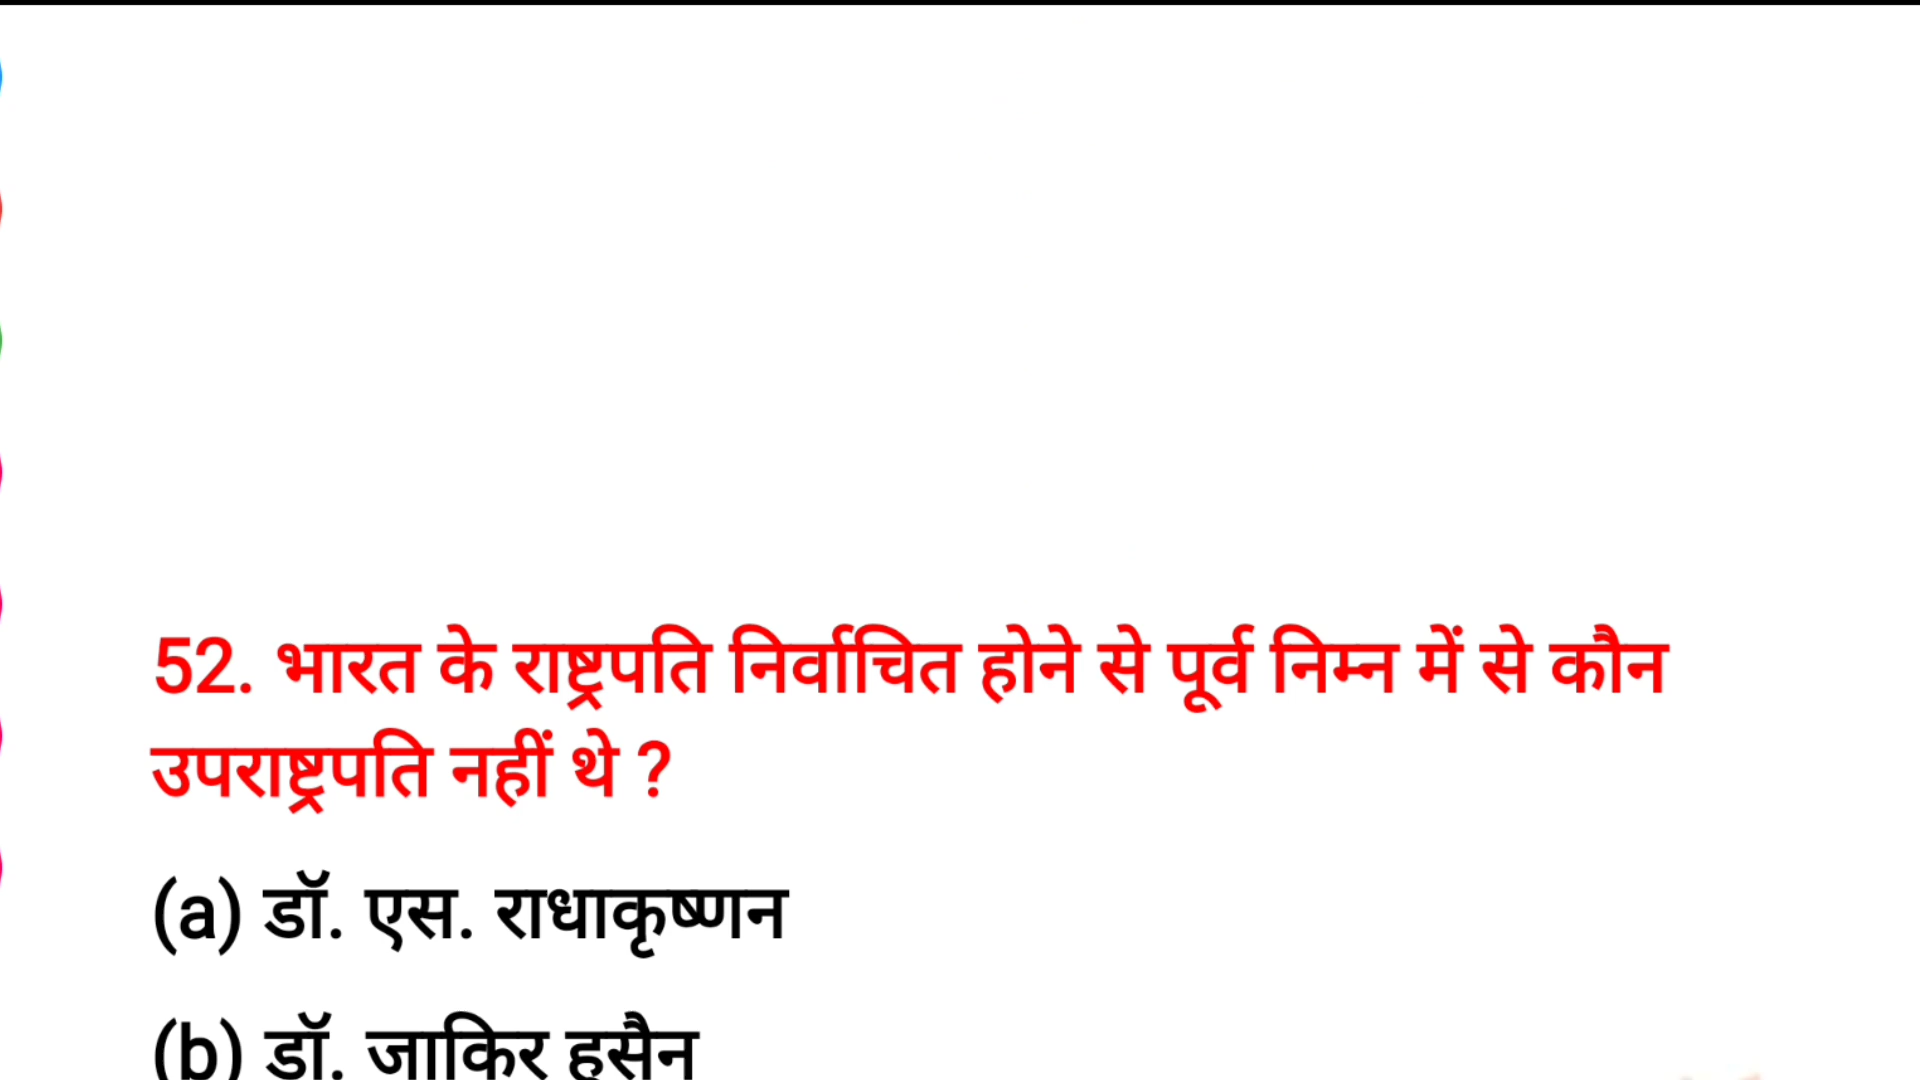 52. भारत के राष्ट्रपति निर्वाचित होने से पूर्व निम्न में से कौन
उपराष्ट्रपति नहीं थे ?
(a) डॉ. एस. राधाकृष्णन
(b) डॉ. जाकिर हुसैन